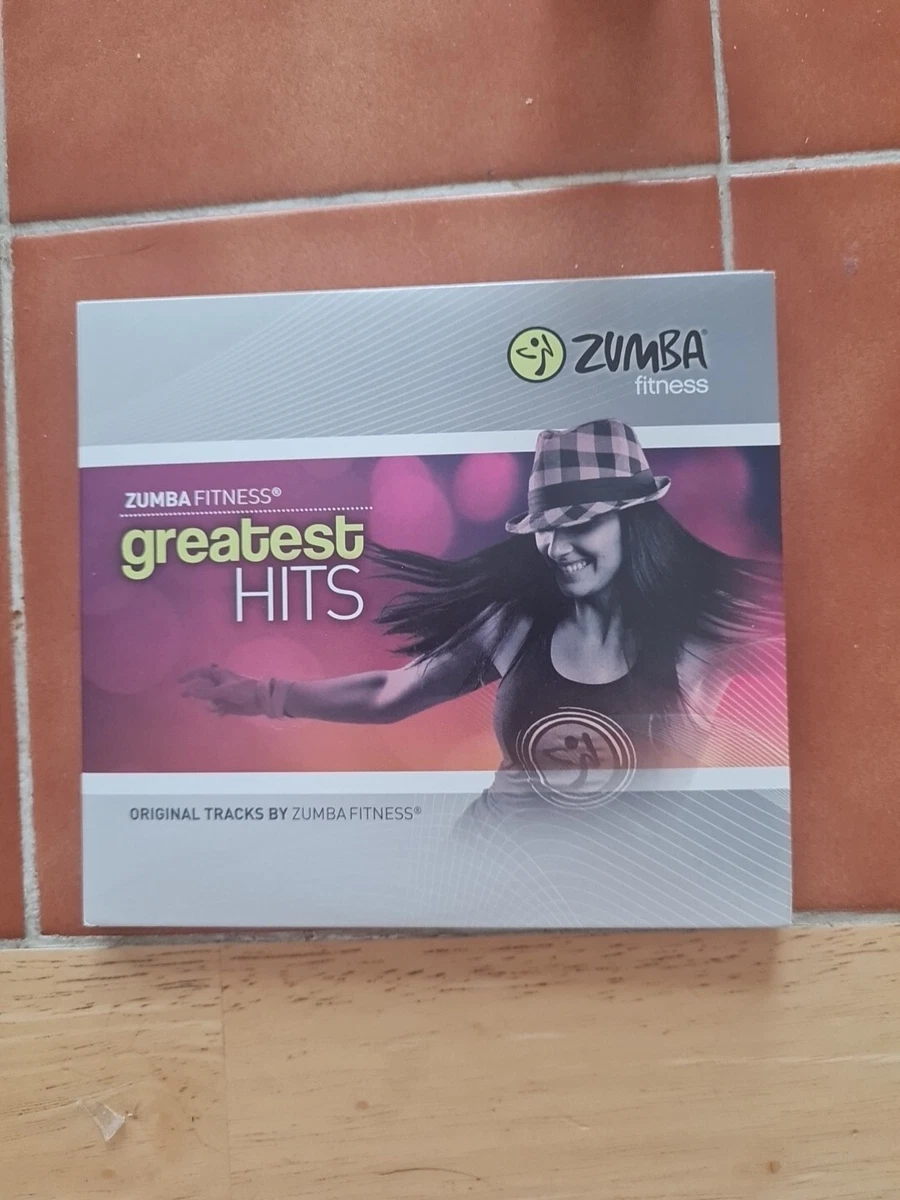 ZUMBA®
fitness
ZUMBA FITNESS®
greatest
HITS
ORIGINAL TRACKS BY ZUMBA FITNESS®